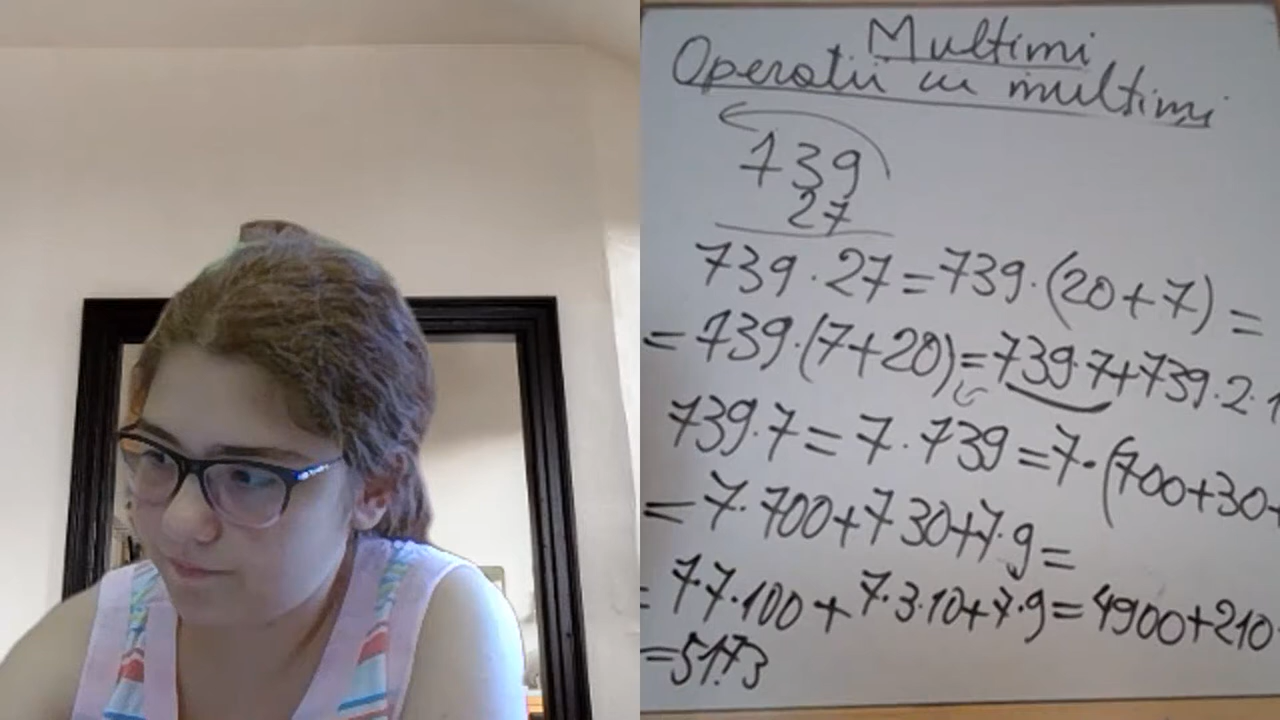 Multimi
Operatii cu multimi
739
27
739 · 27 = 739 · (20 + 7) =
= 739 · (7 + 20) = 739 · 7 + 739 · 2 · 1
739 · 7 = 7 · 739 = 7 · (700 + 30 +
= 7 · 700 + 7 30 + 7 · 9 =
= 7 · 7 · 100 + 7 · 3 · 10 + 7 · 9 = 4900 + 210
= 5173